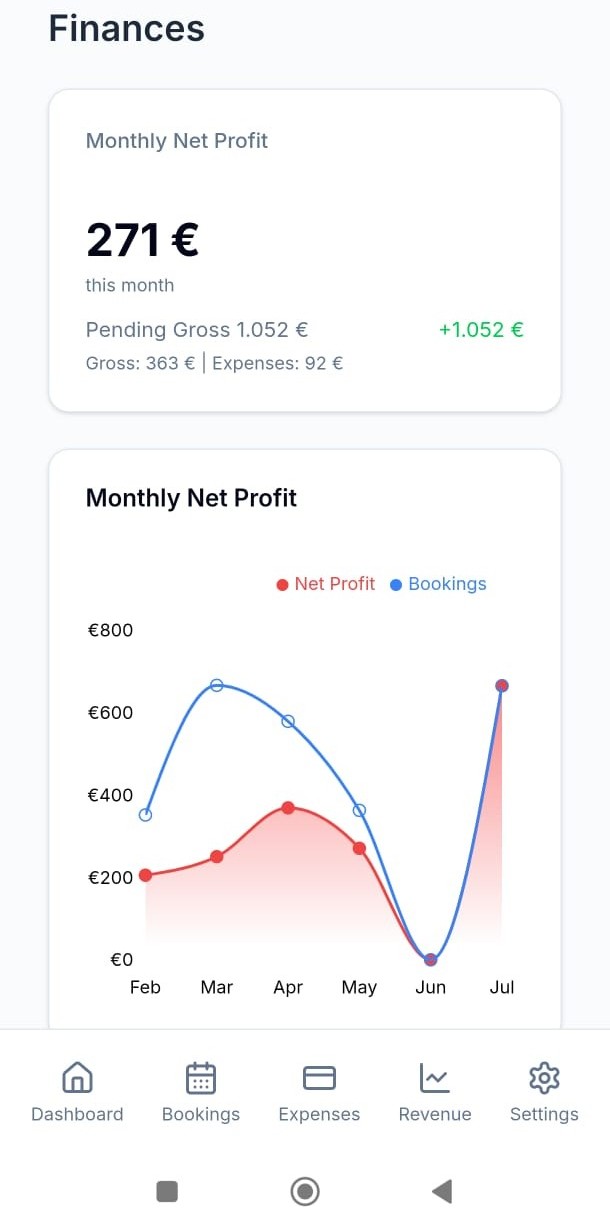 Finances
Monthly Net Profit
271 €
this month
Pending Gross 1.052 € +1.052 €
Gross: 363 € | Expenses: 92 €
Monthly Net Profit
Net Profit Bookings
€800
€600
€400
€200
€0
Feb Mar Apr May Jun Jul
Dashboard Bookings Expenses Revenue Settings